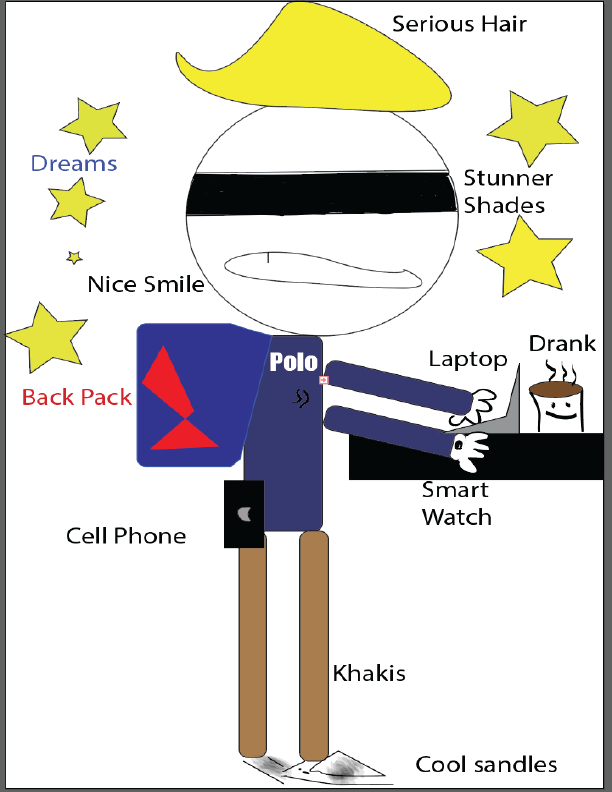 Serious Hair
Dreams
Stunner
Shades
Nice Smile
Drank
Laptop
Polo
Back Pack
Smart
Watch
Cell Phone
Khakis
Cool sandles